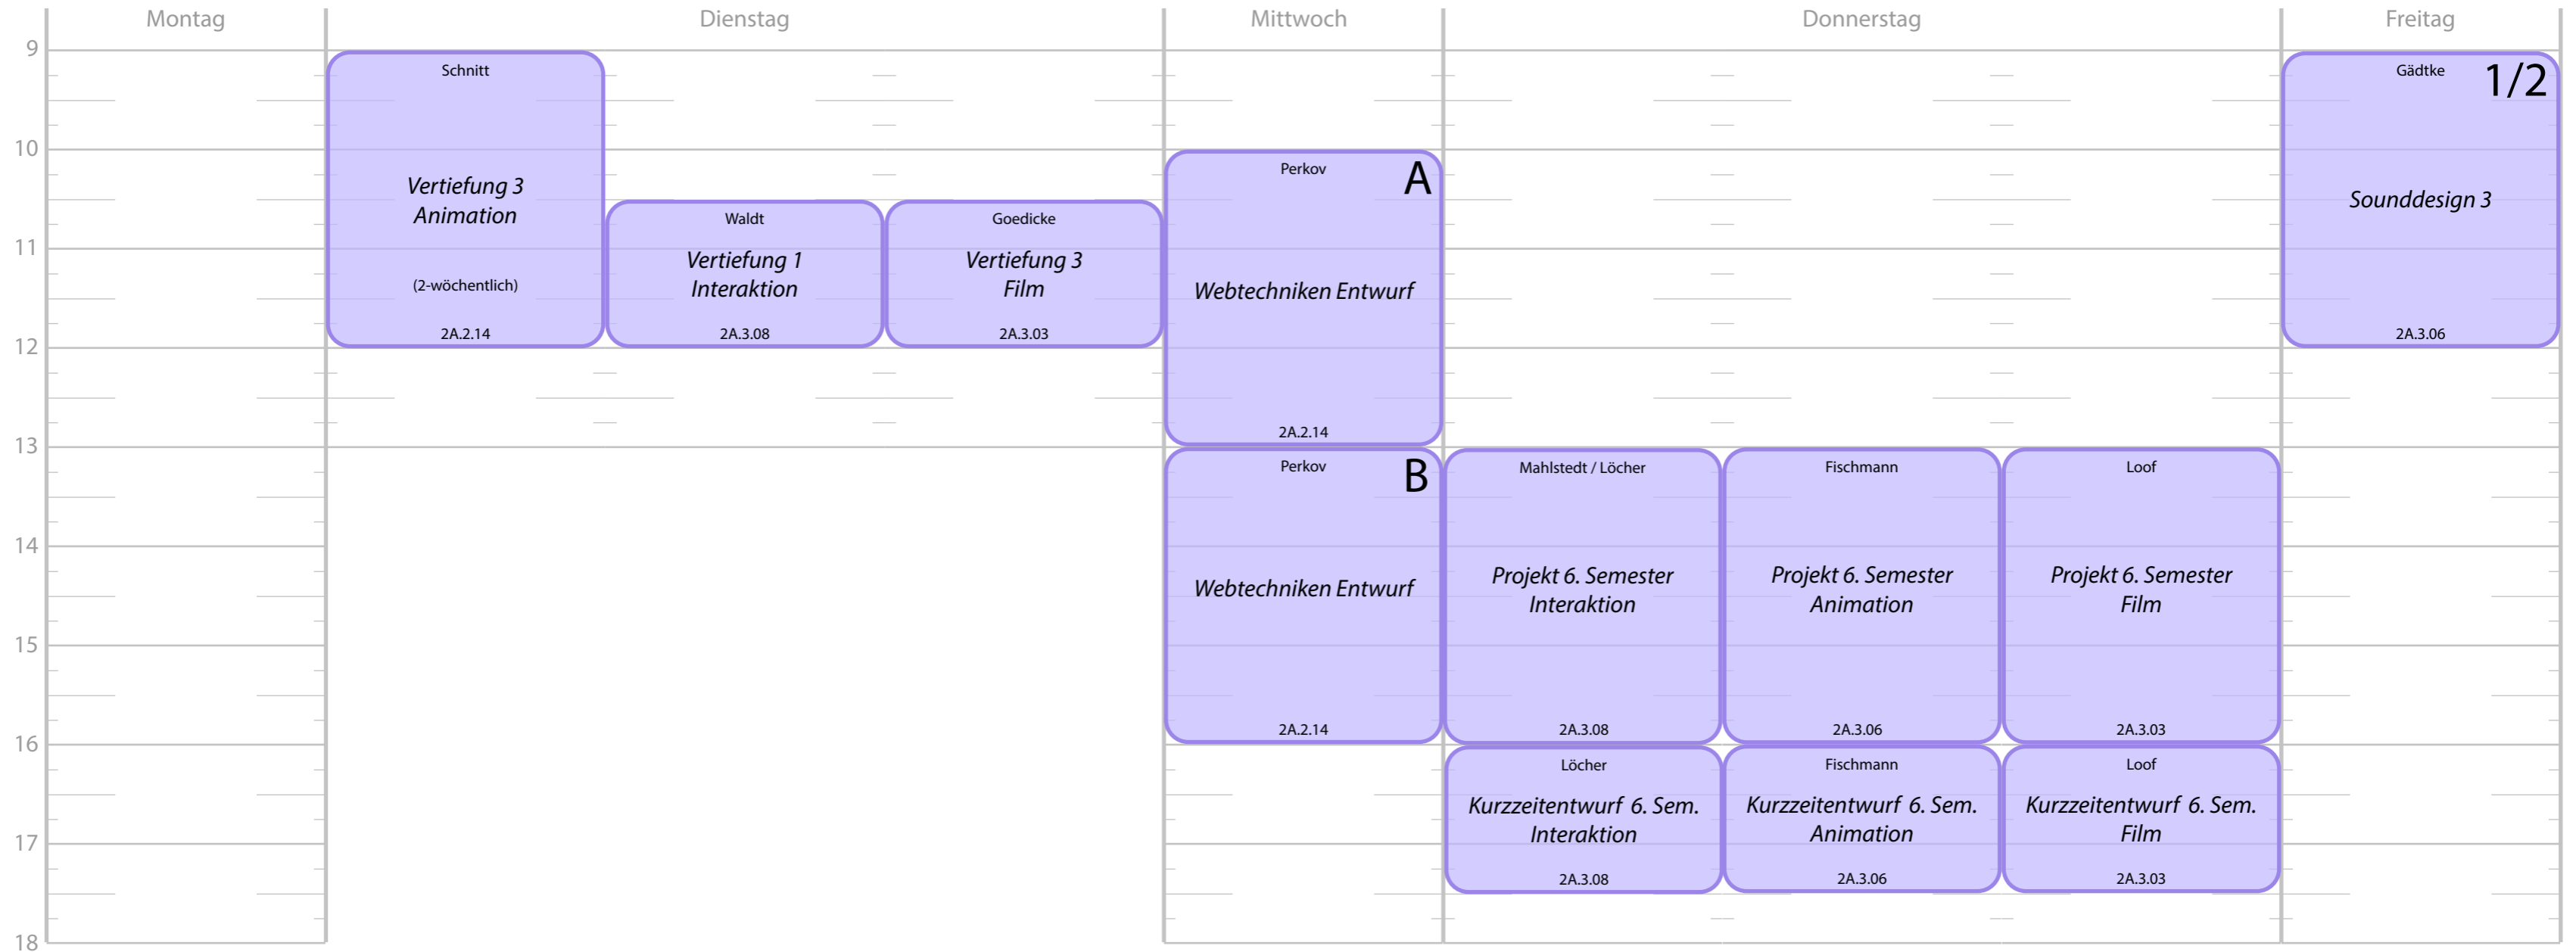 Montag
Dienstag
Mittwoch
Donnerstag
Freitag
9
10
11
12
13
14
15
16
17
18
Schnitt
Vertiefung 3
Animation
(2-wöchentlich)
2A.2.14
Waldt
Vertiefung 1
Interaktion
2A.3.08
Goedicke
Vertiefung 3
Film
2A.3.03
Perkov
A
Webtechniken Entwurf
2A.2.14
Perkov
B
Webtechniken Entwurf
2A.2.14
Mahlstedt / Löcher
Projekt 6. Semester
Interaktion
2A.3.08
Fischmann
Projekt 6. Semester
Animation
2A.3.06
Loof
Projekt 6. Semester
Film
2A.3.03
Löcher
Kurzzeitentwurf 6. Sem.
Interaktion
2A.3.08
Fischmann
Kurzzeitentwurf 6. Sem.
Animation
2A.3.06
Loof
Kurzzeitentwurf 6. Sem.
Film
2A.3.03
Gädtke
1/2
Sounddesign 3
2A.3.06